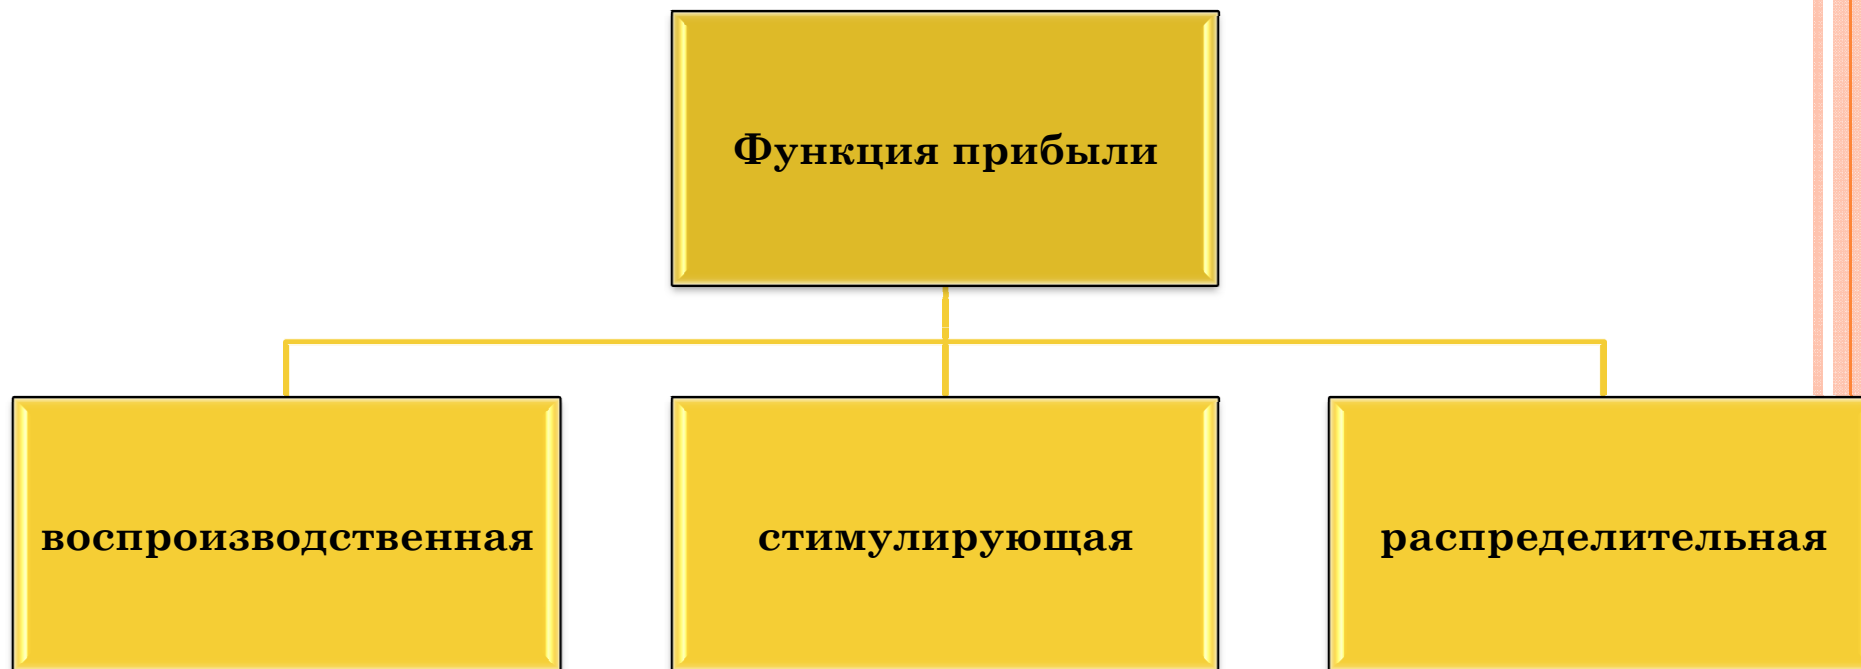 Функция прибыли
воспроизводственная
стимулирующая
распределительная